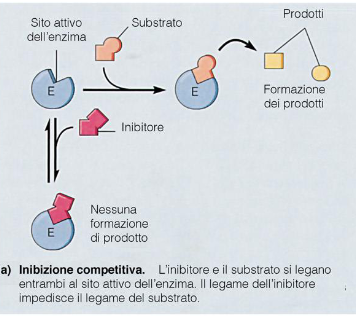 Prodotti
Sito attivo
dell'enzima
Substrato
E
E
Formazione
dei prodotti
Inibitore
Nessuna
formazione
di prodotto
E
a) Inibizione competitiva. L'inibitore e il substrato si legano
entrambi al sito attivo dell'enzima. Il legame dell'inibitore
impedisce il legame del substrato.